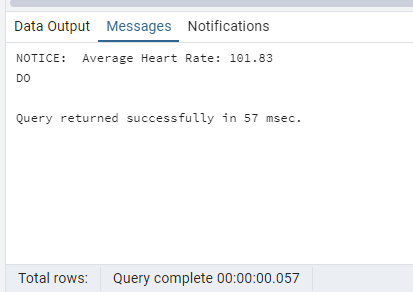 Data Output Messages Notifications
NOTICE:  Average Heart Rate: 101.83
DO
Query returned successfully in 57 msec.
Total rows: Query complete 00:00:00.057